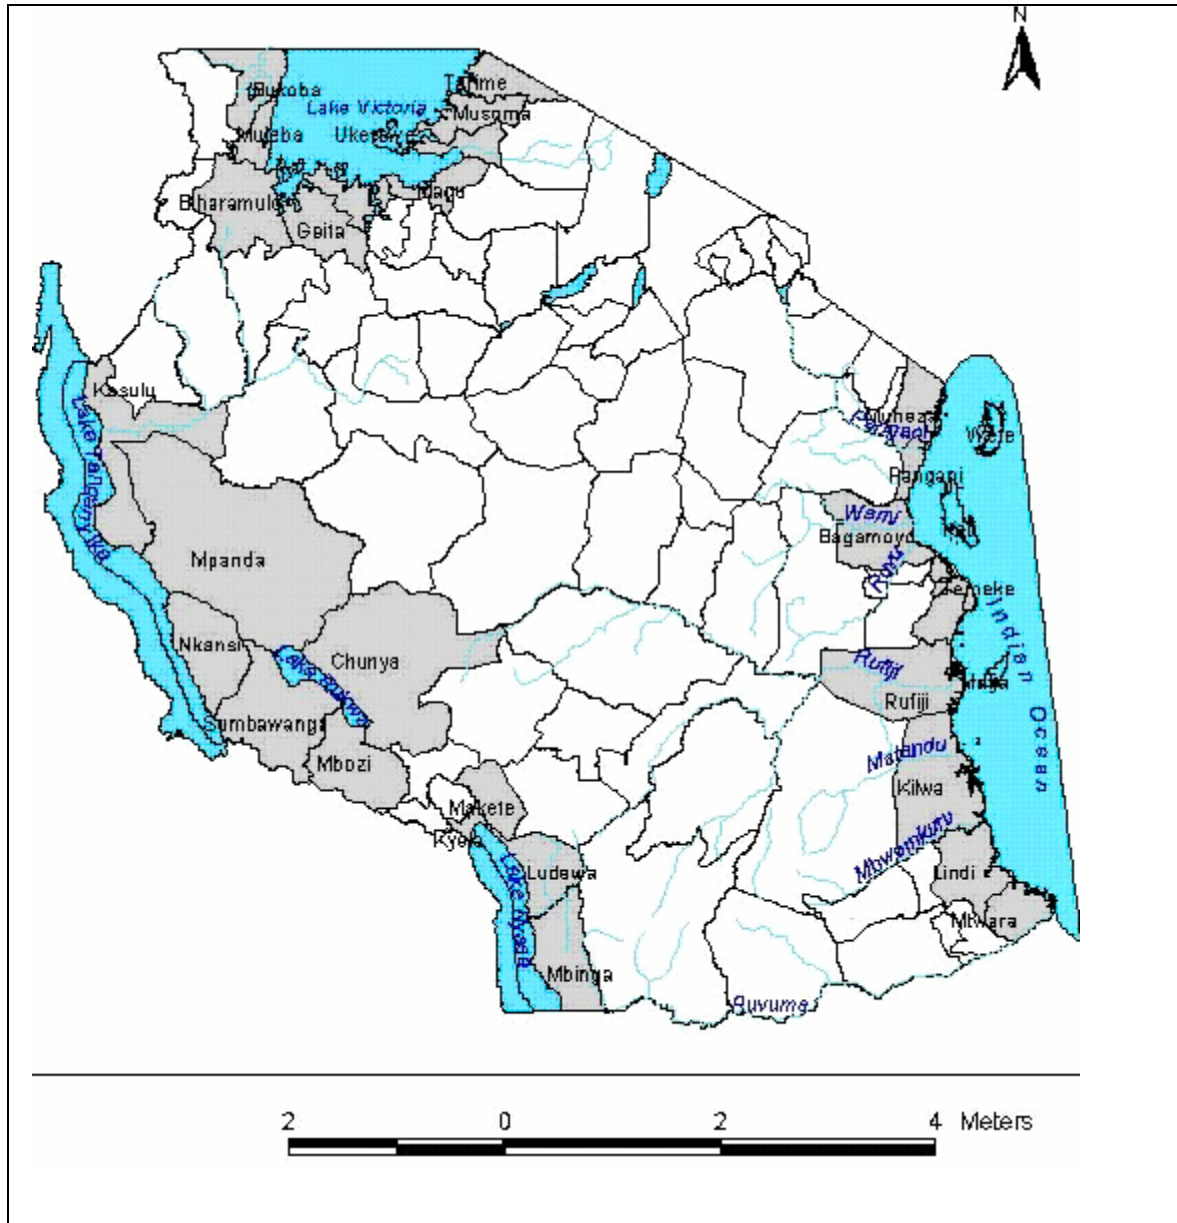 N
Bukoba
Tarime
Lake Victoria
Musoma
Muleba
Magu
Biharamulo
Geita
Kasulu
Lake Tanganyika
Muheza
Wete
Pangani
Wami
Bagamoyo
Ruvu
Mpanda
Temeke
Indian Ocean
Nkansi
Chunya
Lake Rukwa
Rufiji
Rufiji
Sumbawanga
Mbozi
Matandu
Kilwa
Makete
Kyela
Mbwemkuru
Lake Nyasa
Ludewa
Lindi
Mtwara
Mbinga
Ruvuma
2 0 2 4 Meters